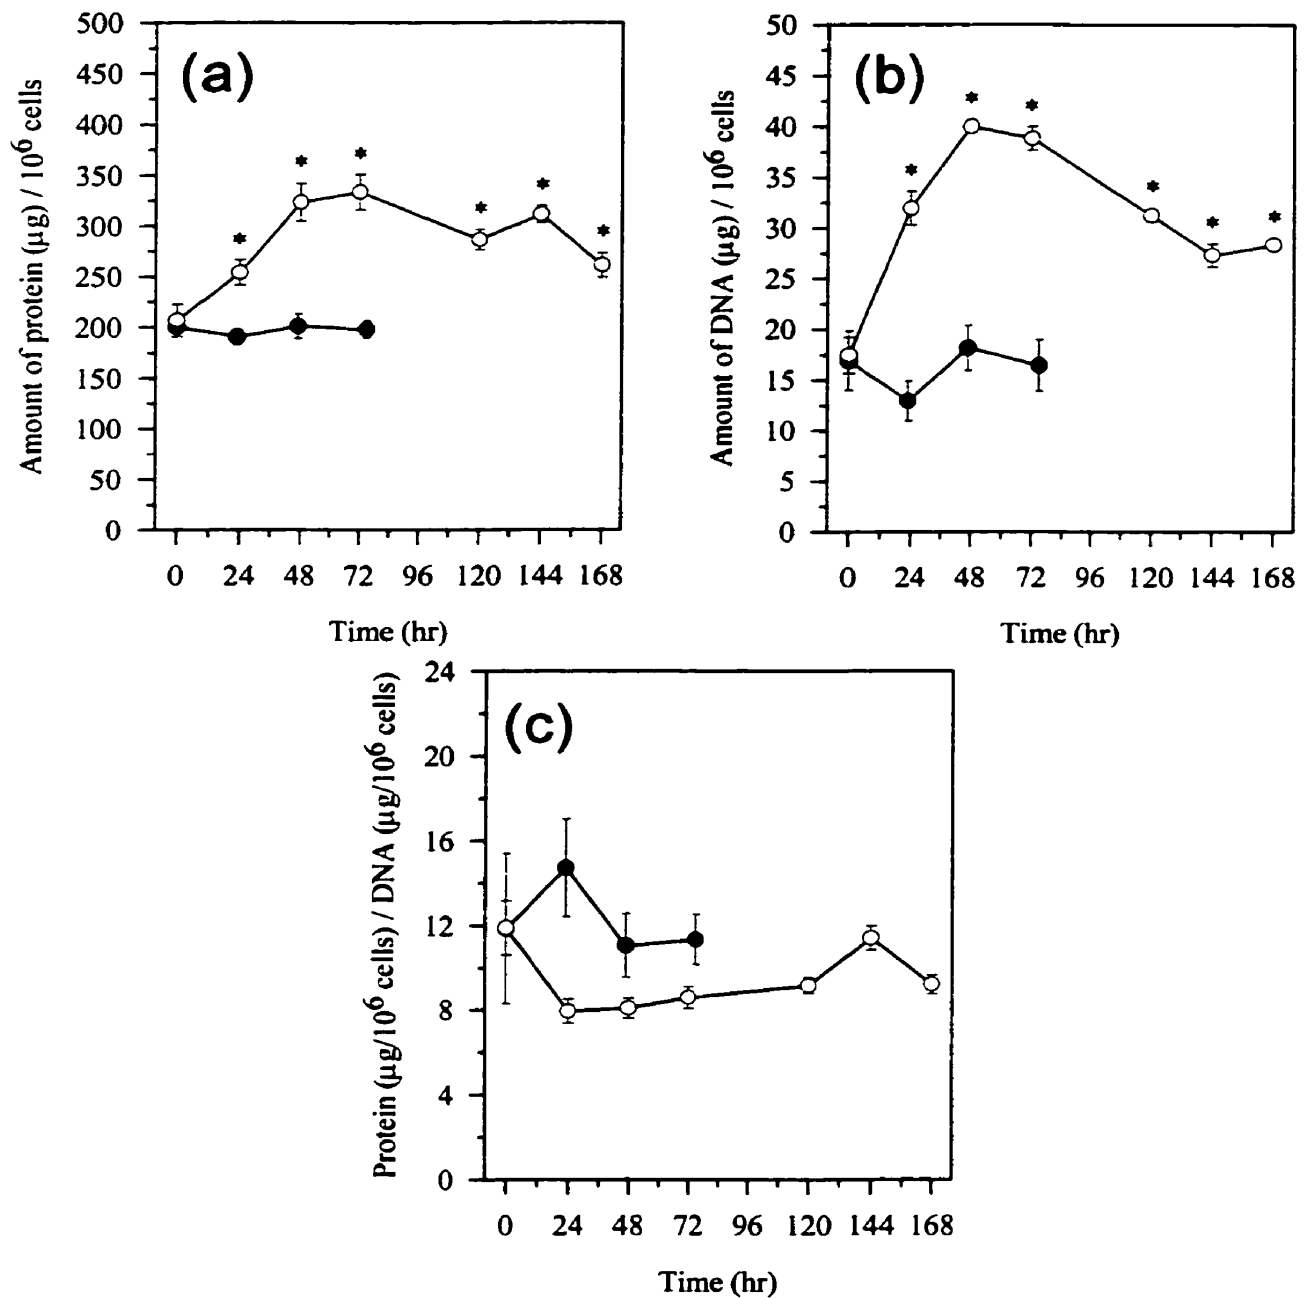 (a)
Amount of protein (µg) / 10⁶ cells
500
450
400
350
300
250
200
150
100
50
0
* * * * * *
0 24 48 72 96 120 144 168
Time (hr)
(b)
Amount of DNA (µg) / 10⁶ cells
50
45
40
35
30
25
20
15
10
5
0
* * * * * *
0 24 48 72 96 120 144 168
Time (hr)
(c)
Protein (µg/10⁶ cells) / DNA (µg/10⁶ cells)
24
20
16
12
8
4
0
0 24 48 72 96 120 144 168
Time (hr)